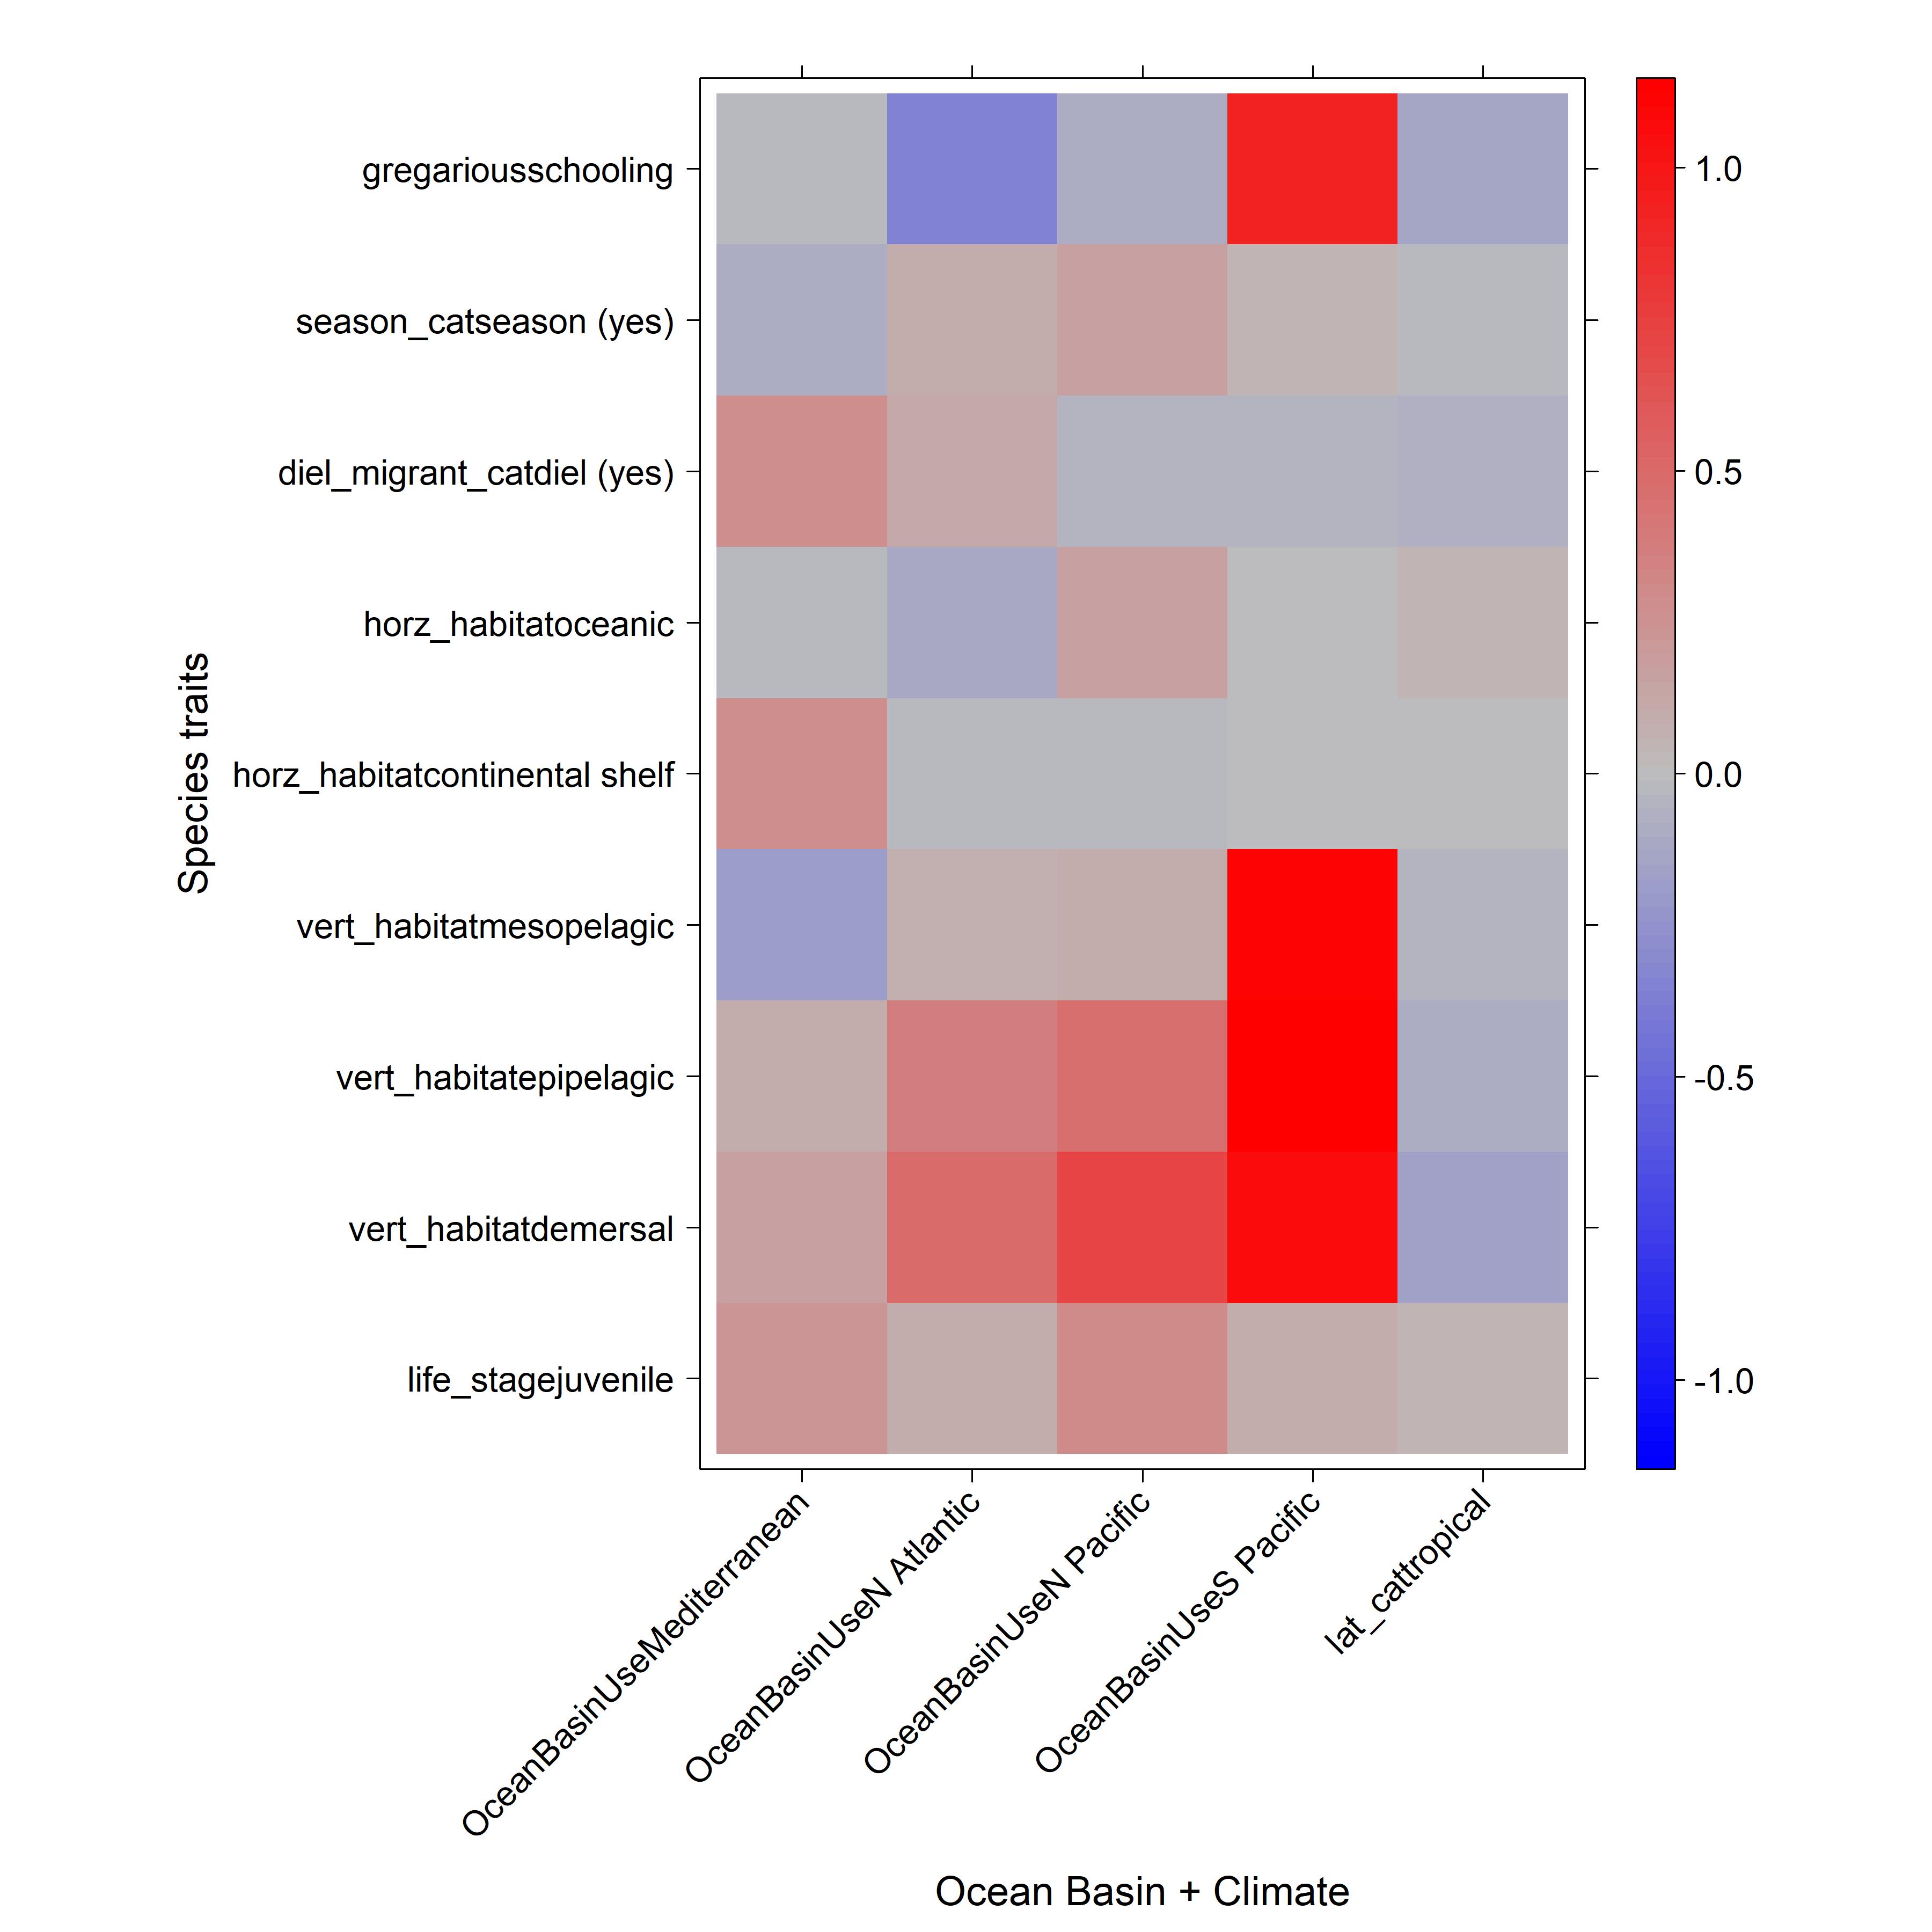 gregariousschooling
season_catseason (yes)
diel_migrant_catdiel (yes)
horz_habitatoceanic
horz_habitatcontinental shelf
vert_habitatmesopelagic
vert_habitatepipelagic
vert_habitatdemersal
life_stagejuvenile
Species traits
OceanBasinUseMediterranean
OceanBasinUseN Atlantic
OceanBasinUseN Pacific
OceanBasinUseS Pacific
lat_cattropical
Ocean Basin + Climate
1.0
0.5
0.0
-0.5
-1.0